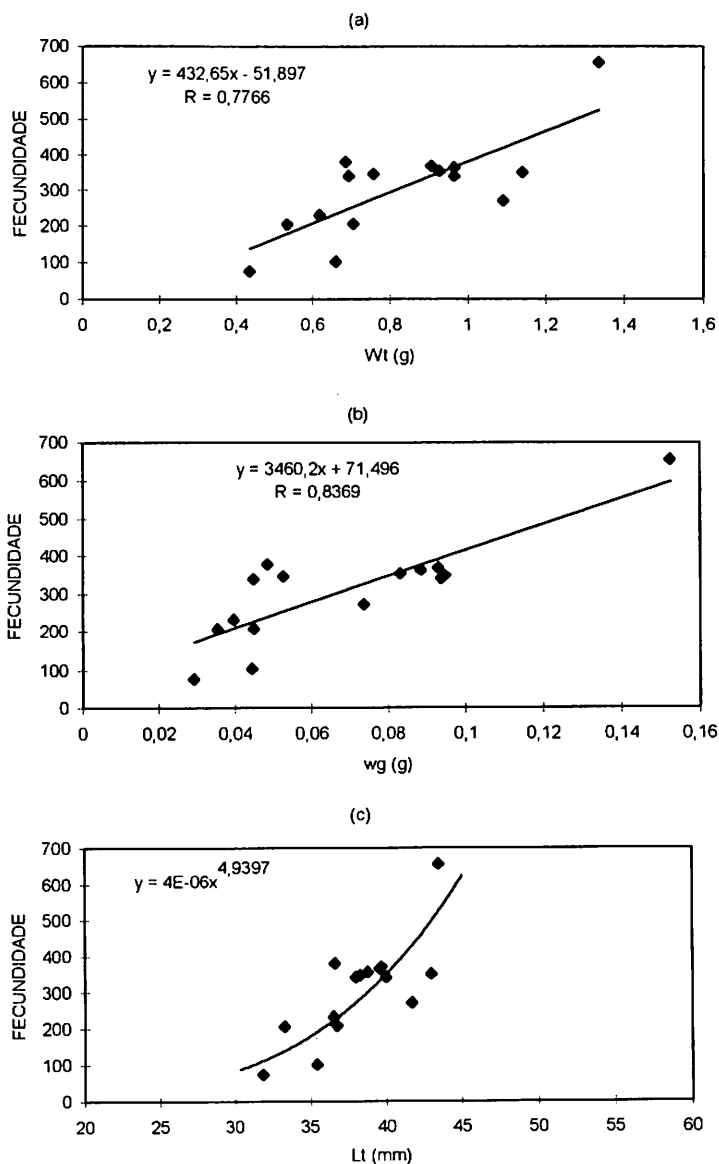 (a)
700
600
500
400
300
200
100
0
FECUNDIDADE
y = 432,65x - 51,897
R = 0,7766
0 0,2 0,4 0,6 0,8 1 1,2 1,4 1,6
Wt (g)
(b)
700
600
500
400
300
200
100
0
FECUNDIDADE
y = 3460,2x + 71,496
R = 0,8369
0 0,02 0,04 0,06 0,08 0,1 0,12 0,14 0,16
wg (g)
(c)
700
600
500
400
300
200
100
0
FECUNDIDADE
y = 4E-06x^4,9397
20 25 30 35 40 45 50 55 60
Lt (mm)